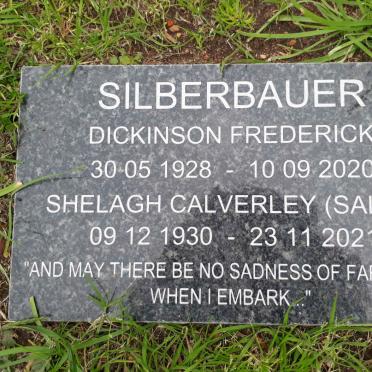 SILBERBAUER
DICKINSON FREDERICK
30 05 1928 - 10 09 2020
SHELAGH CALVERLEY (SAL
09 12 1930 - 23 11 2021
"AND MAY THERE BE NO SADNESS OF FAR
WHEN I EMBARK .."